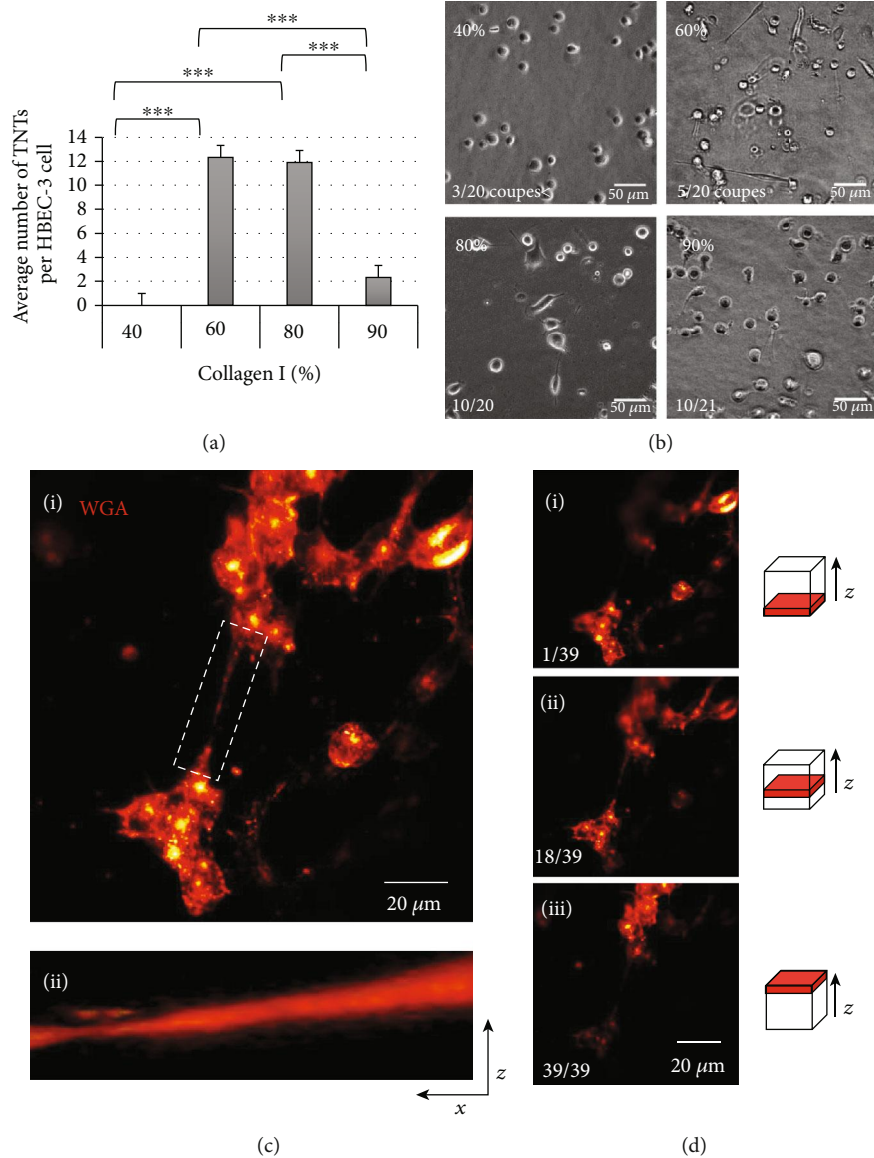 ***
***
***
***
Average number of TNTs
per HBEC-3 cell
14
12
10
8
6
4
2
0
40
60
80
90
Collagen I (%)
(a)
40%
3/20 coupes
50 μm
60%
5/20 coupes
50 μm
80%
10/20
50 μm
90%
10/21
50 μm
(b)
(i)
WGA
20 μm
(ii)
z
x
(c)
(i)
1/39
z
(ii)
18/39
z
(iii)
39/39
20 μm
z
(d)